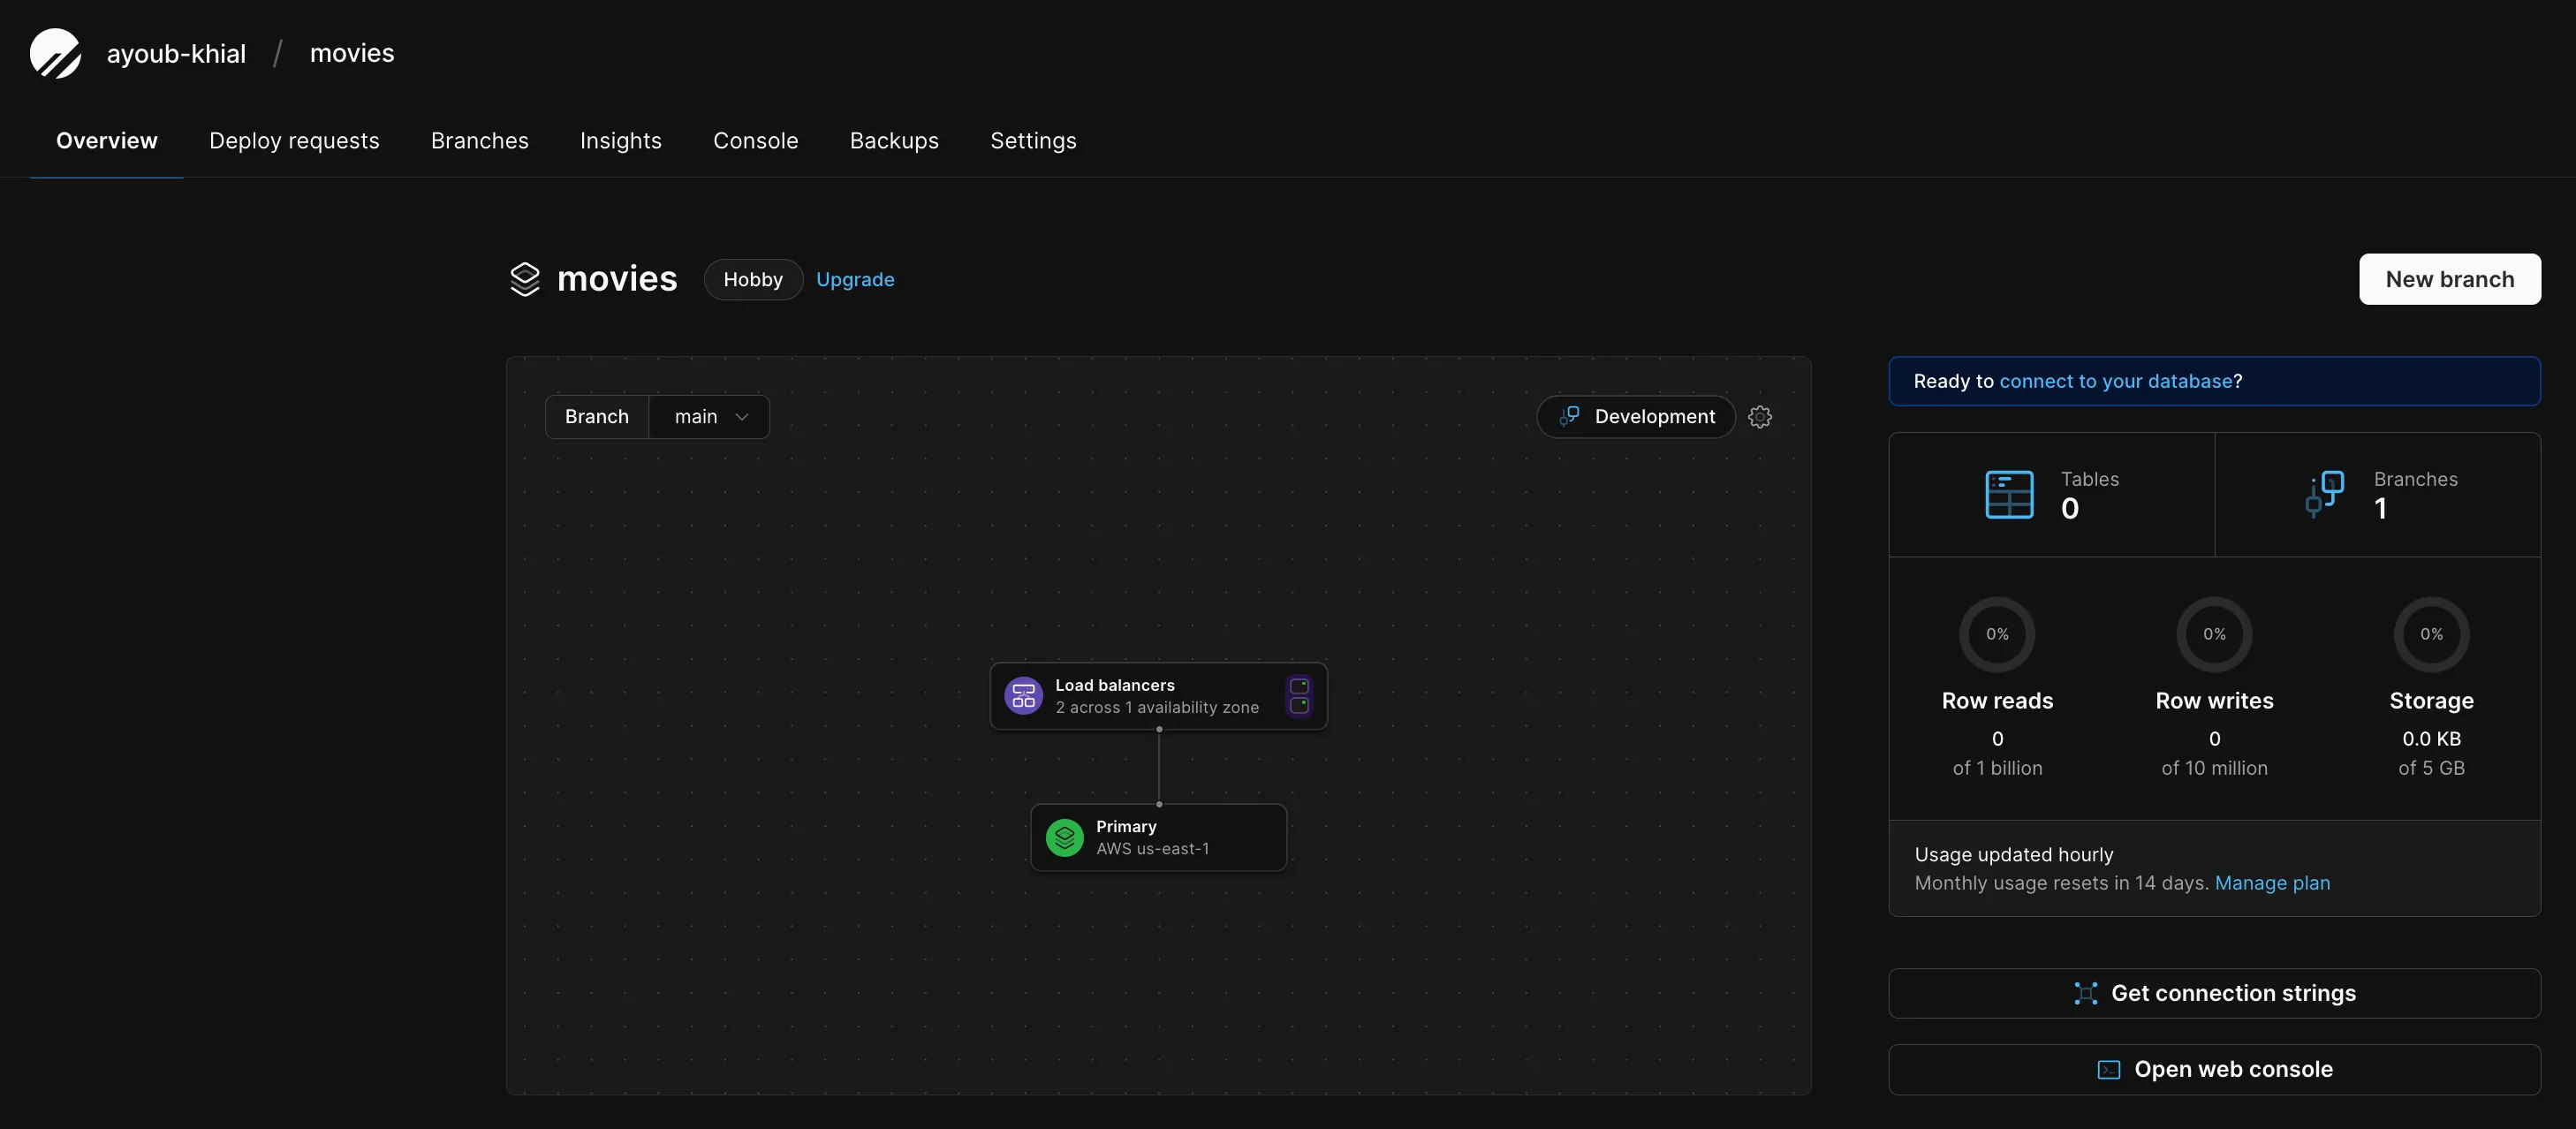 ayoub-khial / movies
Overview Deploy requests Branches Insights Console Backups Settings
movies Hobby Upgrade
New branch
Branch main
Development
Load balancers
2 across 1 availability zone
Primary
AWS us-east-1
Ready to connect to your database?
Tables
0
Branches
1
0%
Row reads
0
of 1 billion
0%
Row writes
0
of 10 million
0%
Storage
0.0 KB
of 5 GB
Usage updated hourly
Monthly usage resets in 14 days. Manage plan
Get connection strings
Open web console